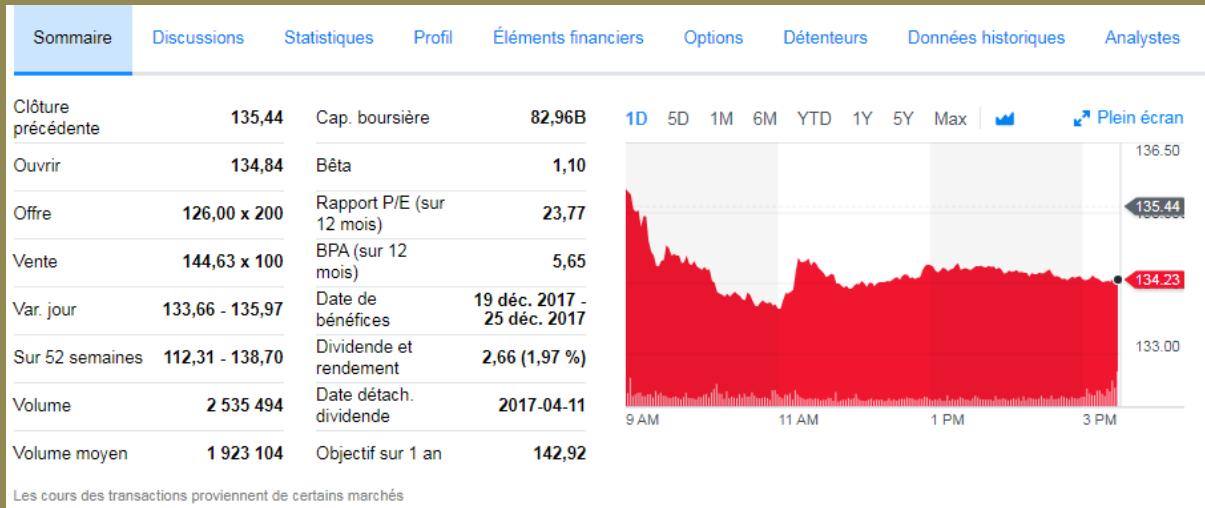 Sommaire Discussions Statistiques Profil Éléments financiers Options Détenteurs Données historiques Analystes
Clôture
précédente 135,44
Ouvrir 134,84
Offre 126,00 x 200
Vente 144,63 x 100
Var. jour 133,66 - 135,97
Sur 52 semaines 112,31 - 138,70
Volume 2 535 494
Volume moyen 1 923 104
Cap. boursière 82,96B
Bêta 1,10
Rapport P/E (sur
12 mois) 23,77
BPA (sur 12
mois) 5,65
Date de
bénéfices 19 déc. 2017 -
25 déc. 2017
Dividende et
rendement 2,66 (1,97 %)
Date détach.
dividende 2017-04-11
Objectif sur 1 an 142,92
1D 5D 1M 6M YTD 1Y 5Y Max Plein écran
136.50
135.44
134.23
133.00
9 AM 11 AM 1 PM 3 PM
Les cours des transactions proviennent de certains marchés